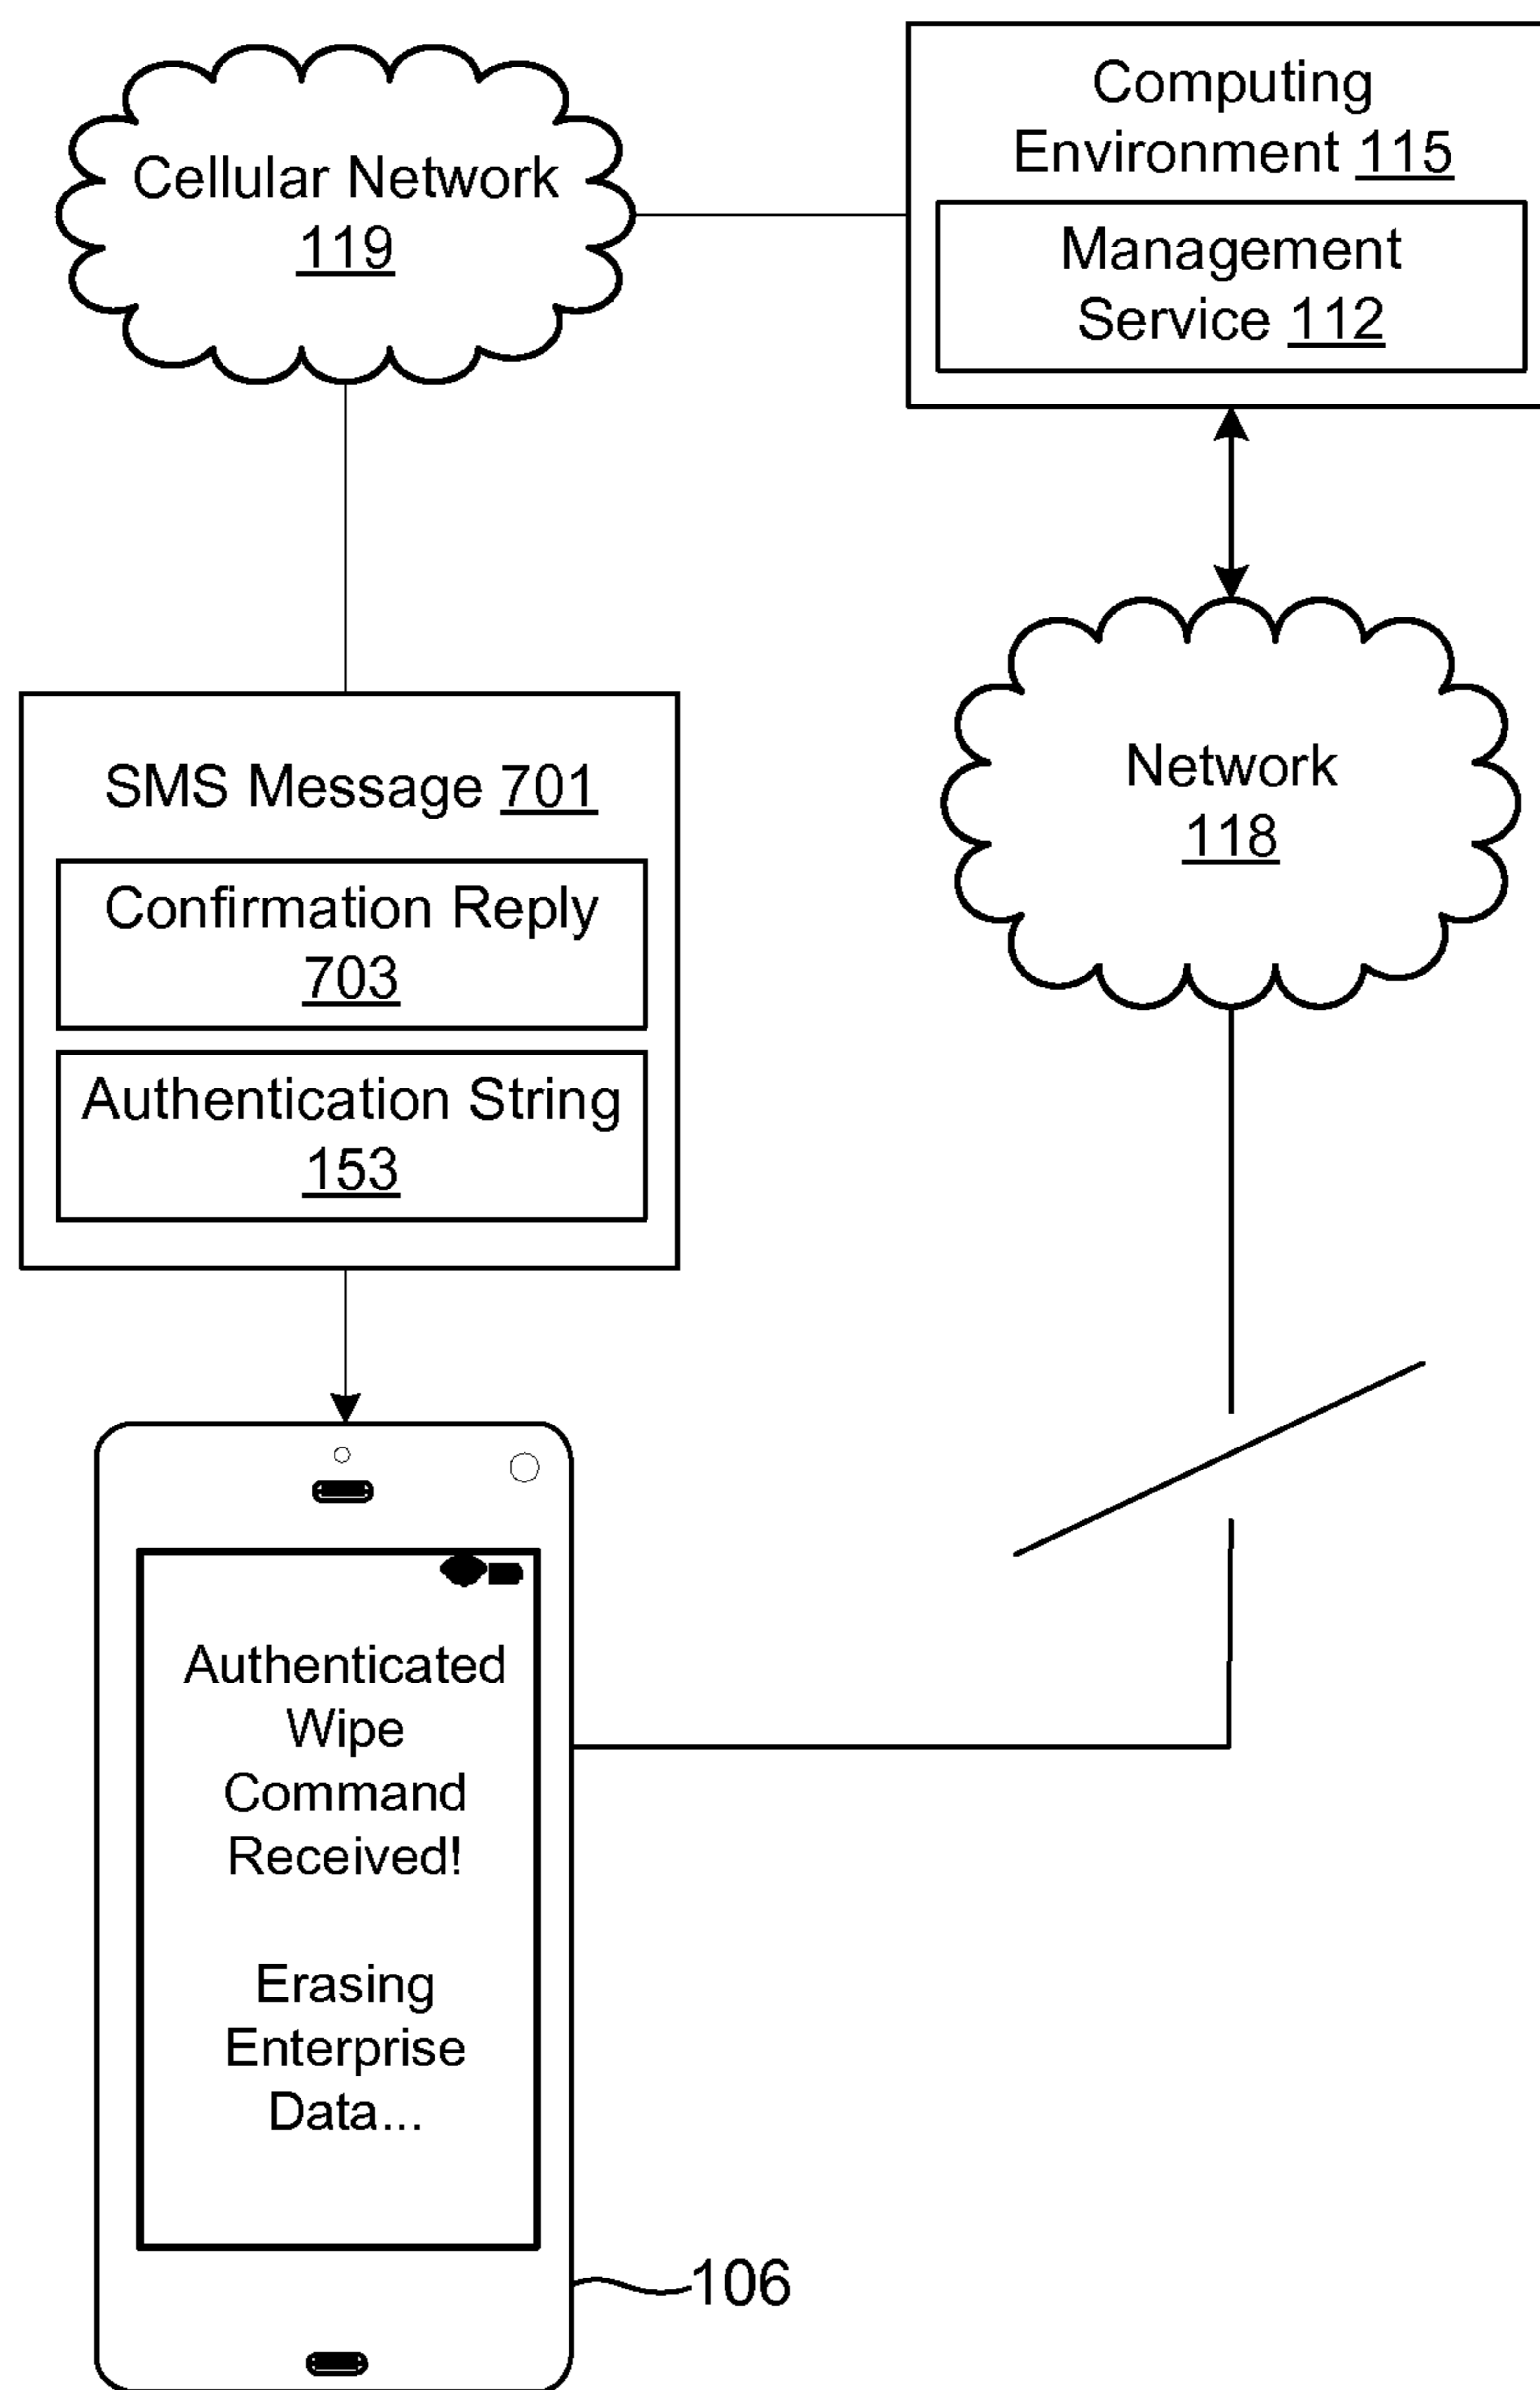 Cellular Network
119
Computing
Environment 115
Management
Service 112
SMS Message 701
Confirmation Reply
703
Authentication String
153
Network
118
Authenticated
Wipe
Command
Received!
Erasing
Enterprise
Data...
106